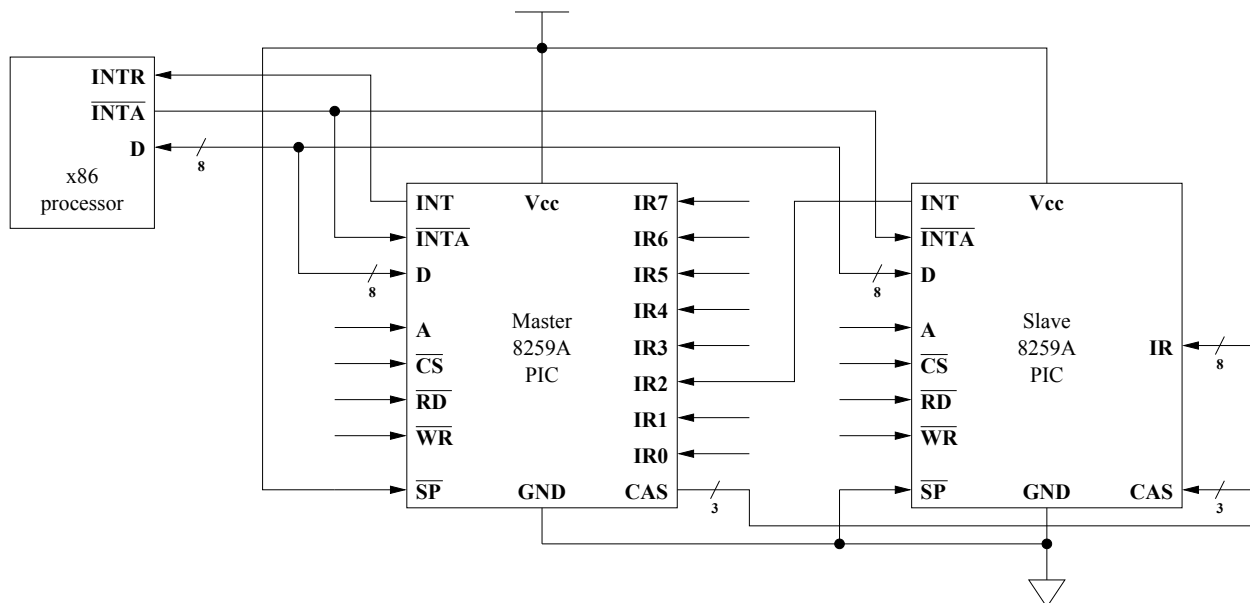 INTR
INTA
D
8
x86
processor
INT
Vcc
IR7
INTA
IR6
D
IR5
8
IR4
A
Master
IR3
8259A
CS
PIC
IR2
RD
IR1
WR
IR0
SP
GND
CAS
3
INT
Vcc
INTA
D
8
A
Slave
8259A
IR
8
CS
PIC
RD
WR
SP
GND
CAS
3